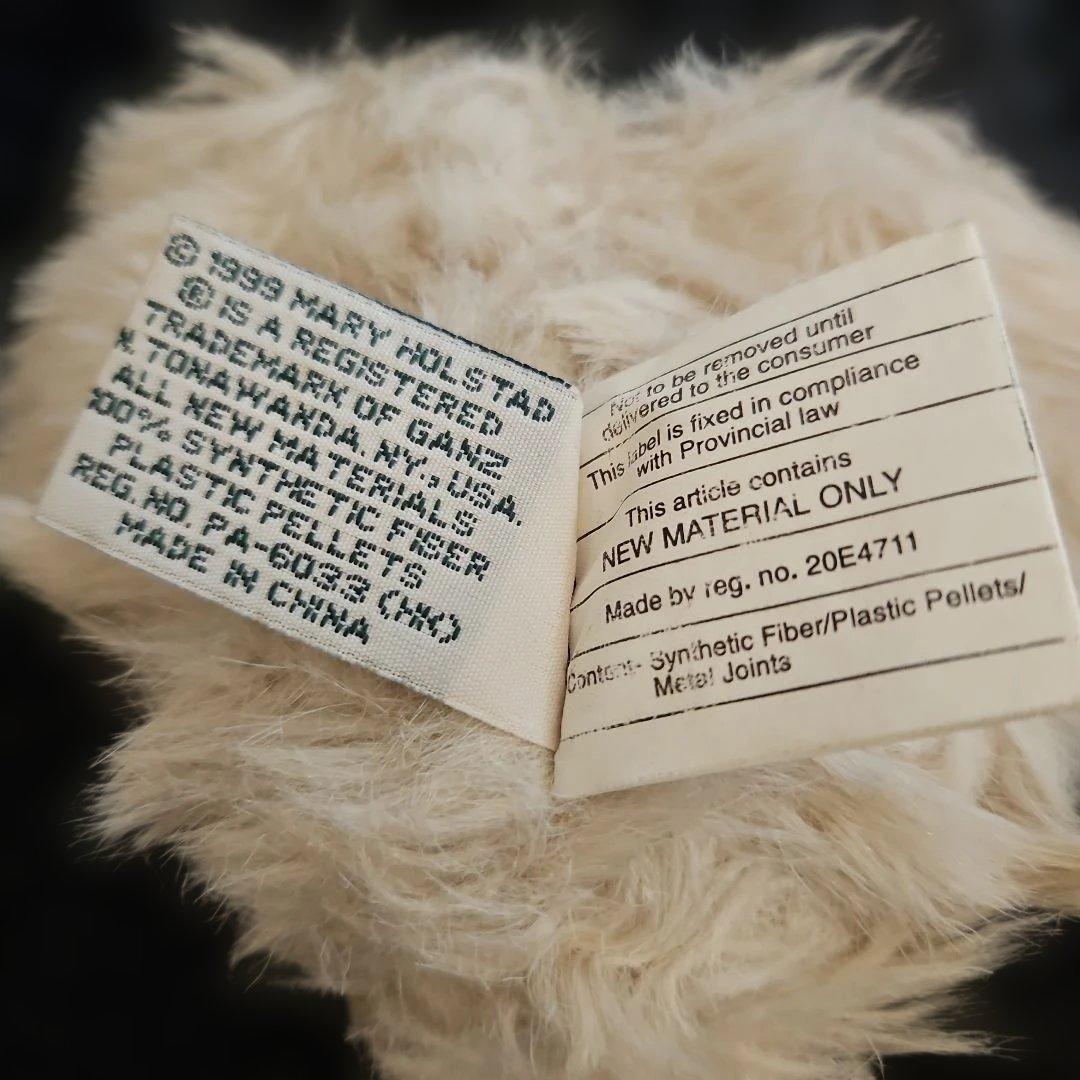 © 1999 MARY HOLSTAD
® IS A REGISTERED
TRADEMARK OF GANZ
N. TONAWANDA, NY., USA.
ALL NEW MATERIALS
100% SYNTHETIC FIBER
PLASTIC PELLETS
REG. NO. PA-6033 (HK)
MADE IN CHINA
Not to be removed until
delivered to the consumer
This label is fixed in compliance
with Provincial law
This article contains
NEW MATERIAL ONLY
Made by reg. no. 20E4711
Content- Synthetic Fiber/Plastic Pellets/
Metal Joints